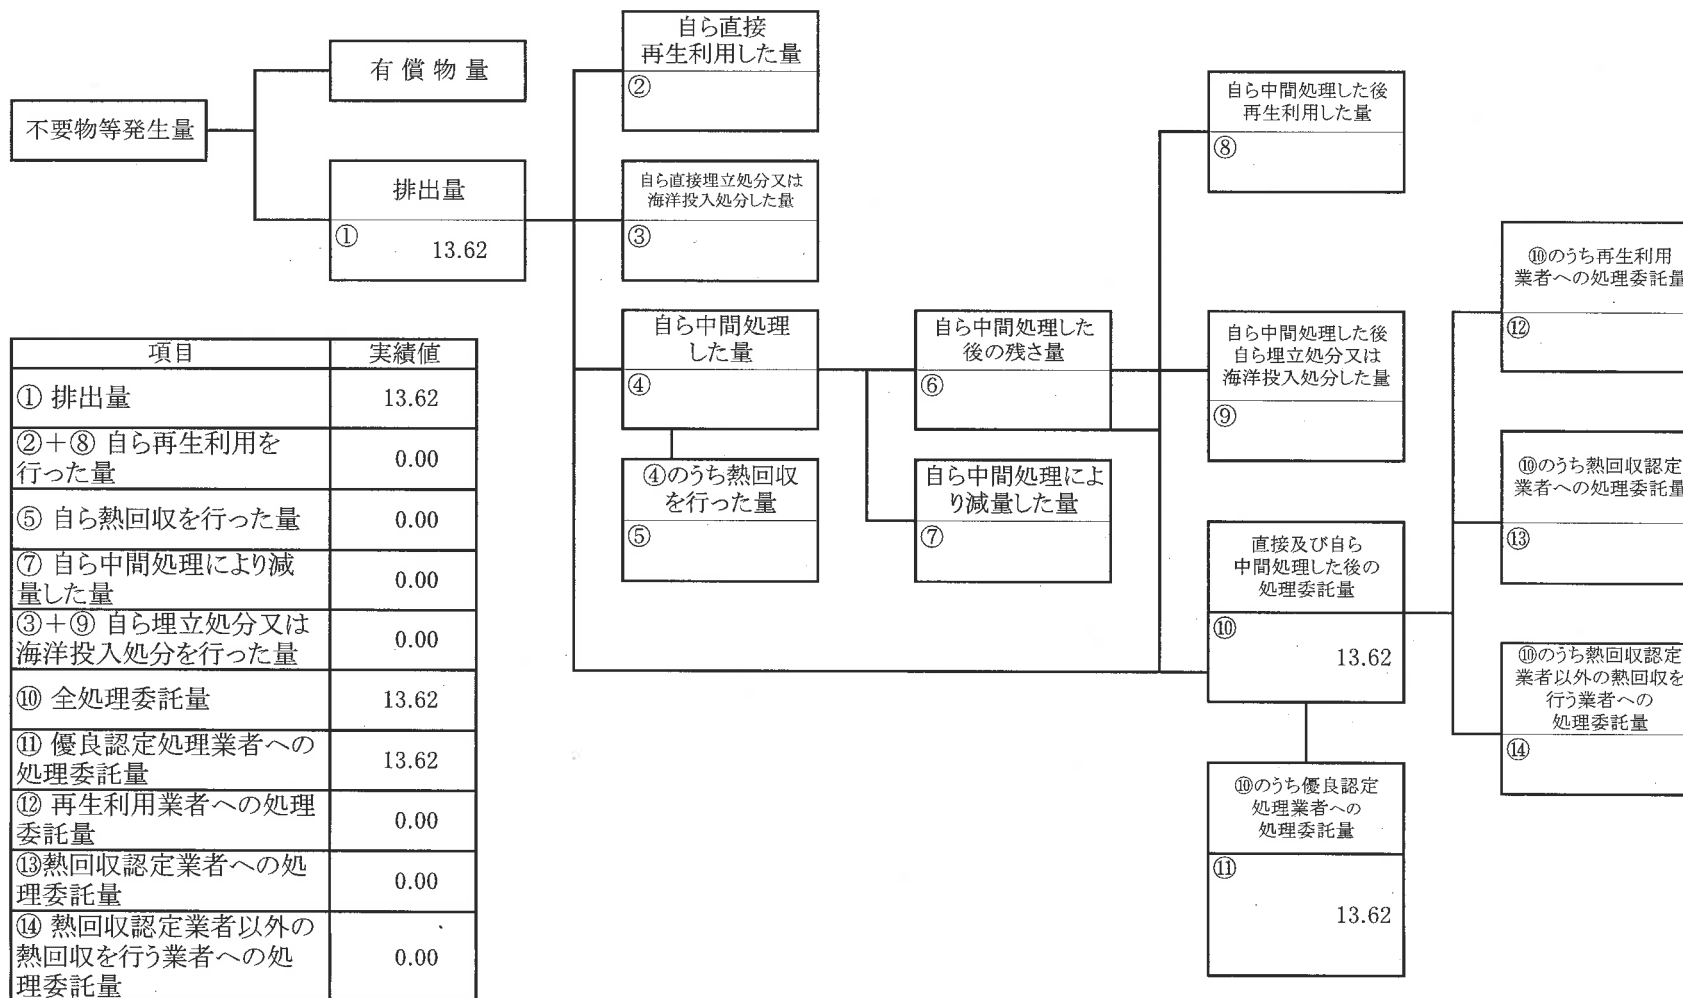 不要物等発生量
有償物量
排出量
①
13.62
自ら直接
再生利用した量
②
自ら直接埋立処分又は
海洋投入処分した量
③
自ら中間処理
した量
④
④のうち熱回収
を行った量
⑤
自ら中間処理した
後の残さ量
⑥
自ら中間処理によ
り減量した量
⑦
自ら中間処理した後
再生利用した量
⑧
自ら中間処理した後
自ら埋立処分又は
海洋投入処分した量
⑨
直接及び自ら
中間処理した後の
処理委託量
⑩
13.62
⑩のうち優良認定
処理業者への
処理委託量
⑪
13.62
⑩のうち再生利用
業者への処理委託量
⑫
⑩のうち熱回収認定
業者への処理委託量
⑬
⑩のうち熱回収認定
業者以外の熱回収を
行う業者への
処理委託量
⑭
項目 実績値
① 排出量 13.62
②+⑧ 自ら再生利用を
行った量 0.00
⑤ 自ら熱回収を行った量 0.00
⑦ 自ら中間処理により減
量した量 0.00
③+⑨ 自ら埋立処分又は
海洋投入処分を行った量 0.00
⑩ 全処理委託量 13.62
⑪ 優良認定処理業者への
処理委託量 13.62
⑫ 再生利用業者への処理
委託量 0.00
⑬熱回収認定業者への処
理委託量 0.00
⑭ 熱回収認定業者以外の
熱回収を行う業者への処
理委託量 0.00